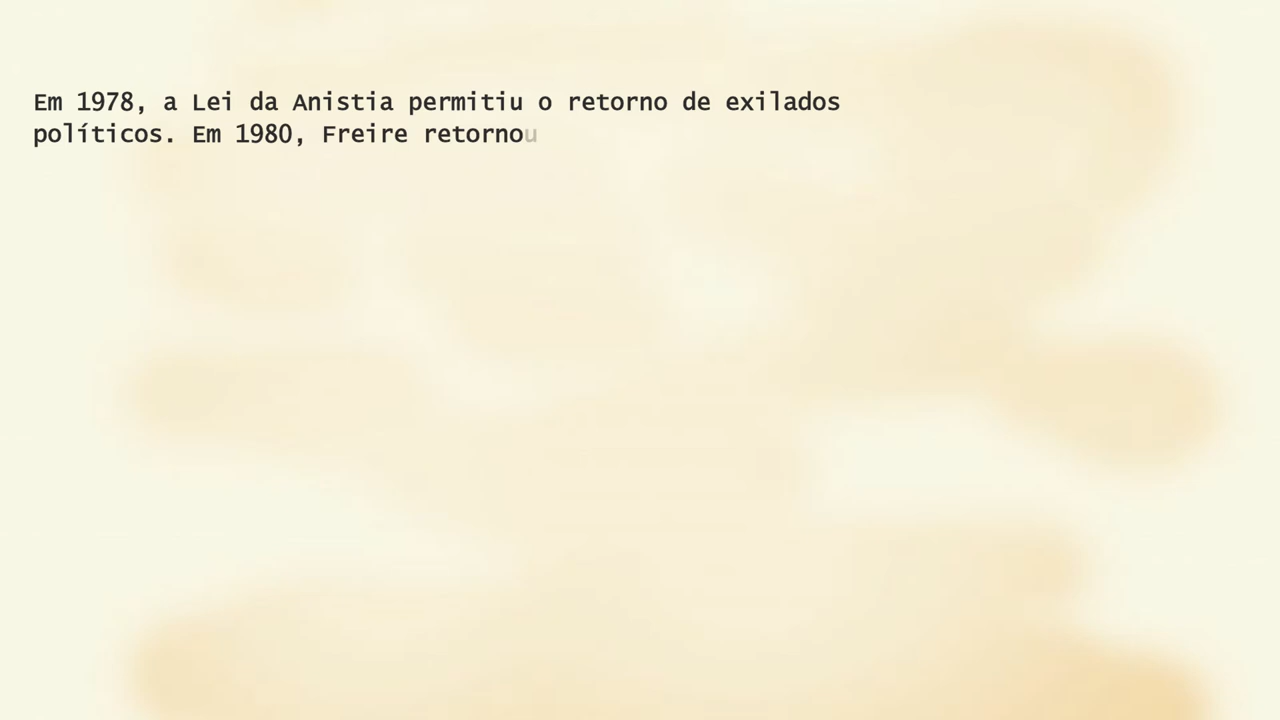 Em 1978, a Lei da Anistia permitiu o retorno de exilados
políticos. Em 1980, Freire retornou